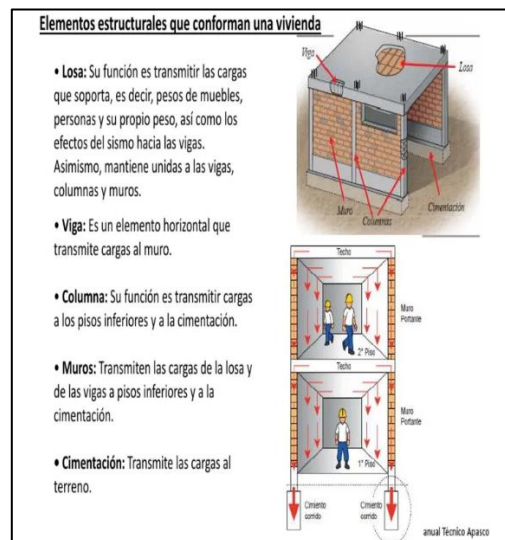 Elementos estructurales que conforman una vivienda
• Losa: Su función es transmitir las cargas
que soporta, es decir, pesos de muebles,
personas y su propio peso, así como los
efectos del sismo hacia las vigas.
Asimismo, mantiene unidas a las vigas,
columnas y muros.
• Viga: Es un elemento horizontal que
transmite cargas al muro.
• Columna: Su función es transmitir cargas
a los pisos inferiores y a la cimentación.
• Muros: Transmiten las cargas de la losa y
de las vigas a pisos inferiores y a la
cimentación.
• Cimentación: Transmite las cargas al
terreno.
Viga
Losa
Muro
Columnas
Cimentación
Techo
Muro
Portante
2° Piso
Techo
Muro
Portante
1° Piso
Cimiento
corrido
Cimiento
corrido
anual Técnico Apasco